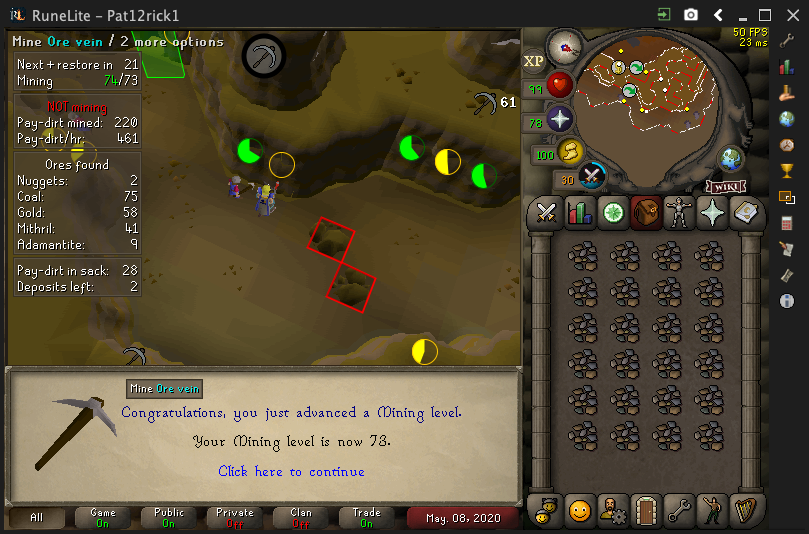 RuneLite - Pat12rick1
Mine Ore vein / 2 more options
50 FPS
23 ms
Next + restore in 21
Mining 74/73
NOT mining
Pay-dirt mined: 220
Pay-dirt/hr: 461
Ores found
Nuggets: 2
Coal: 75
Gold: 58
Mithril: 41
Adamantite: 9
Pay-dirt in sack: 28
Deposits left: 2
61
XP
99
78
100
30
WIKI
Mine Ore vein
Congratulations, you just advanced a Mining level.
Your Mining level is now 73.
Click here to continue
All
Game On
Public On
Private Off
Clan Off
Trade On
May. 08, 2020